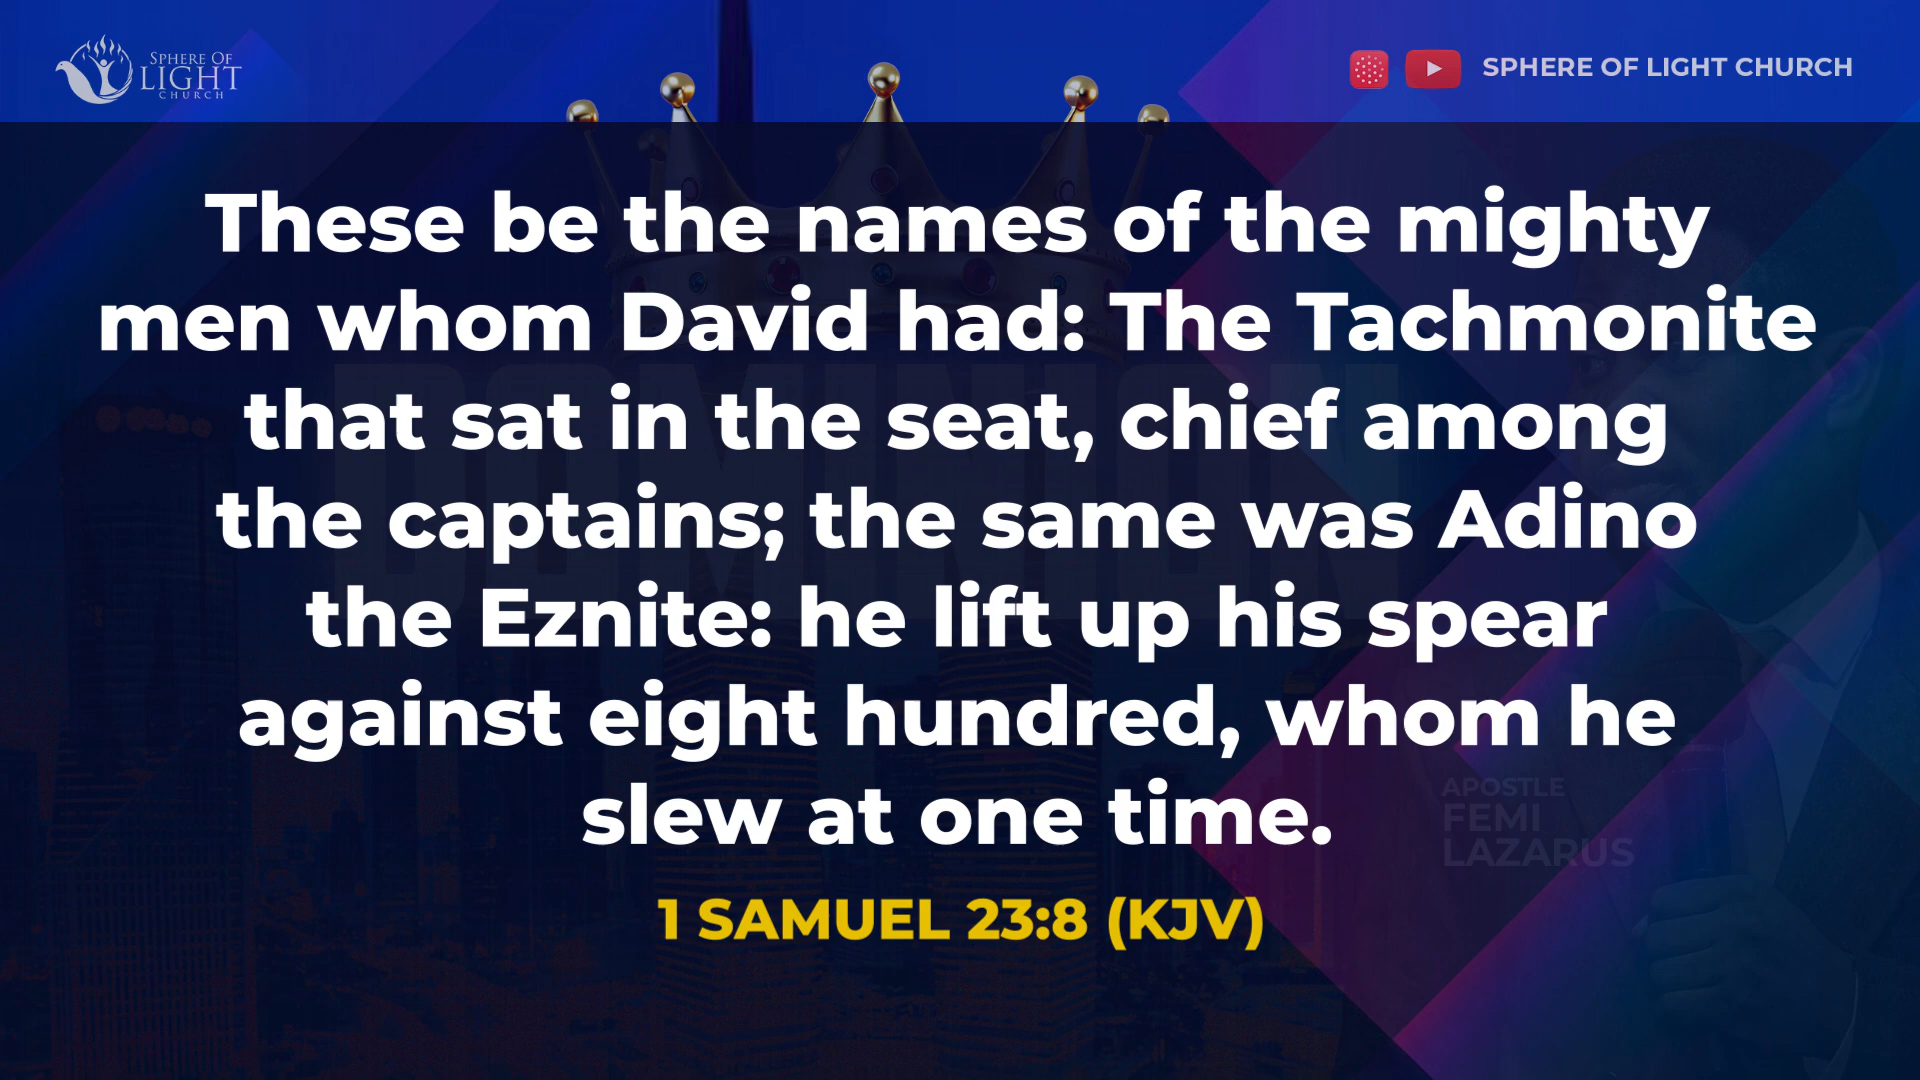 SPHERE OF
LIGHT
CHURCH
SPHERE OF LIGHT CHURCH
These be the names of the mighty
men whom David had: The Tachmonite
that sat in the seat, chief among
the captains; the same was Adino
the Eznite: he lift up his spear
against eight hundred, whom he
slew at one time.
1 SAMUEL 23:8 (KJV)
DOMINION
APOSTLE
FEMI
LAZARUS